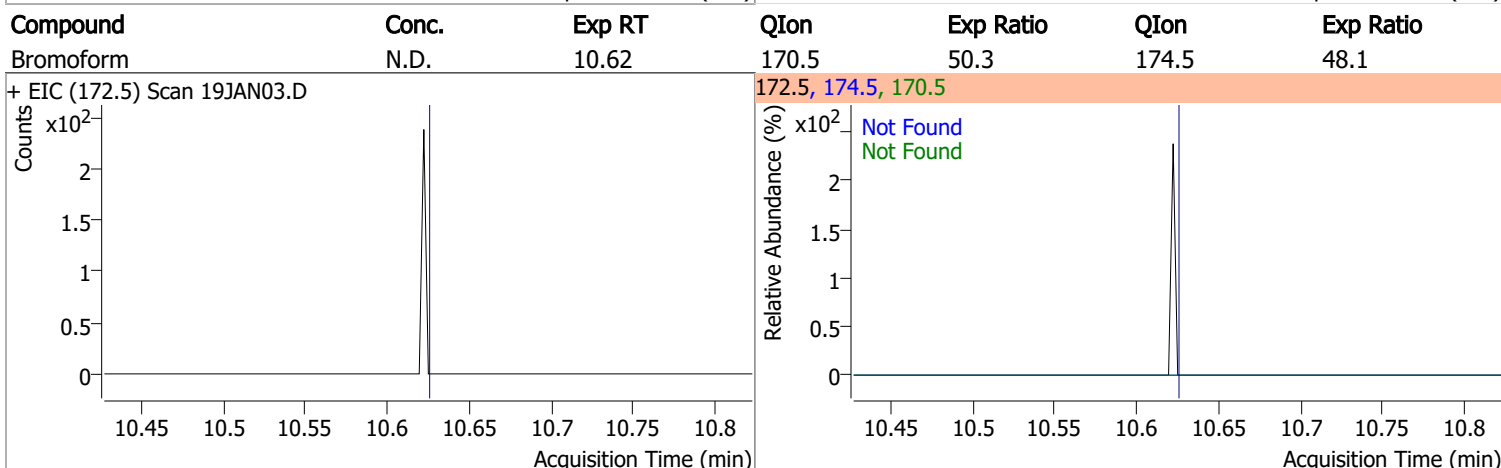 Compound Conc. Exp RT QIon Exp Ratio QIon Exp Ratio
Bromoform N.D. 10.62 170.5 50.3 174.5 48.1
+ EIC (172.5) Scan 19JAN03.D
Counts
x10²
2
1.5
1
0.5
0
10.45 10.5 10.55 10.6 10.65 10.7 10.75 10.8
Acquisition Time (min)
172.5, 174.5, 170.5
Relative Abundance (%)
x10²
Not Found
Not Found
2
1.5
1
0.5
0
10.45 10.5 10.55 10.6 10.65 10.7 10.75 10.8
Acquisition Time (min)